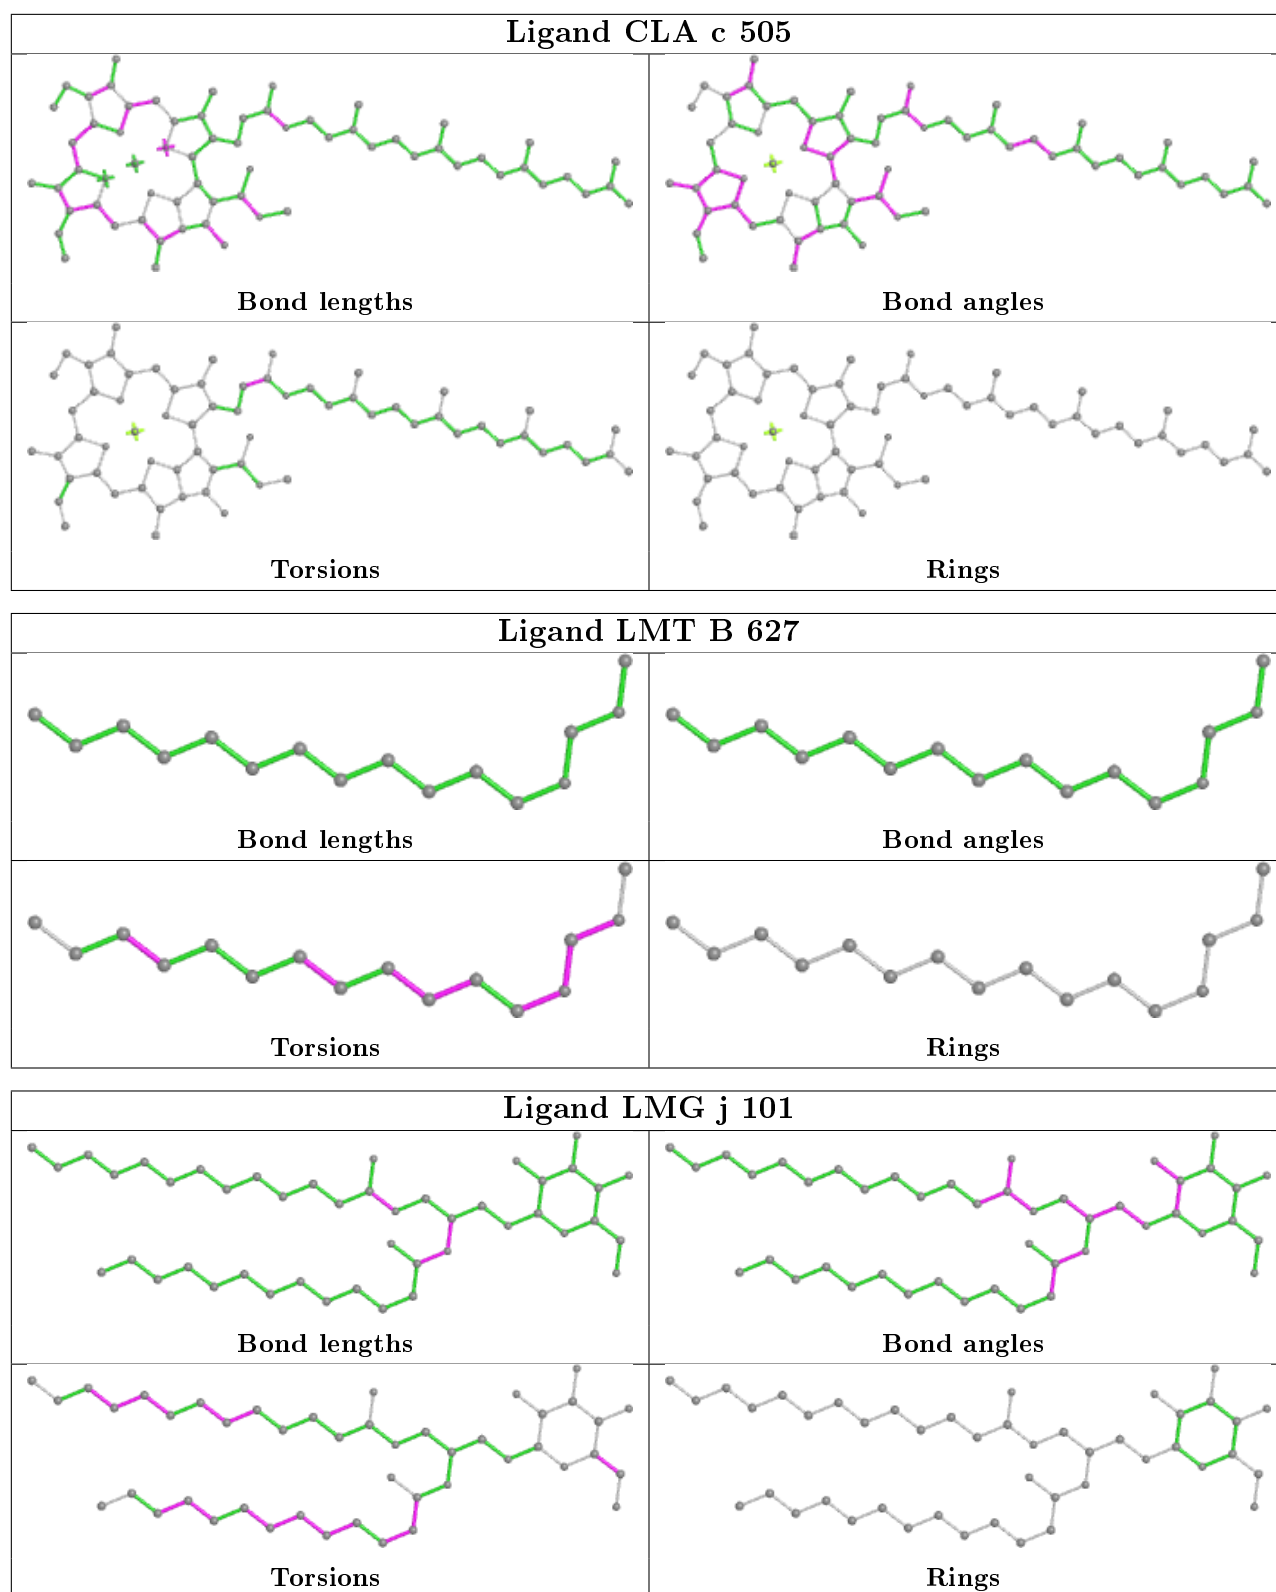 Ligand CLA c 505
Bond lengths
Bond angles
Torsions
Rings
Ligand LMT B 627
Bond lengths
Bond angles
Torsions
Rings
Ligand LMG j 101
Bond lengths
Bond angles
Torsions
Rings